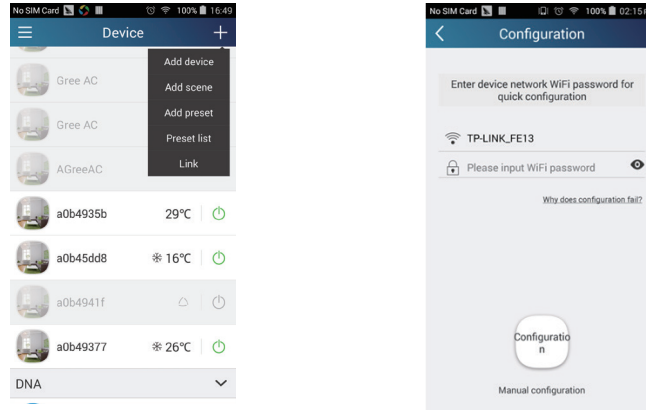 No SIM Card 100% 16:49
Device
Add device
Add scene
Add preset
Preset list
Link
Gree AC
Gree AC
AGreeAC
a0b4935b 29°C
a0b45dd8 16°C
a0b4941f
a0b49377 26°C
DNA
No SIM Card 100% 02:15
Configuration
Enter device network WiFi password for
quick configuration
TP-LINK_FE13
Please input WiFi password
Why does configuration fail?
Configuratio
n
Manual configuration